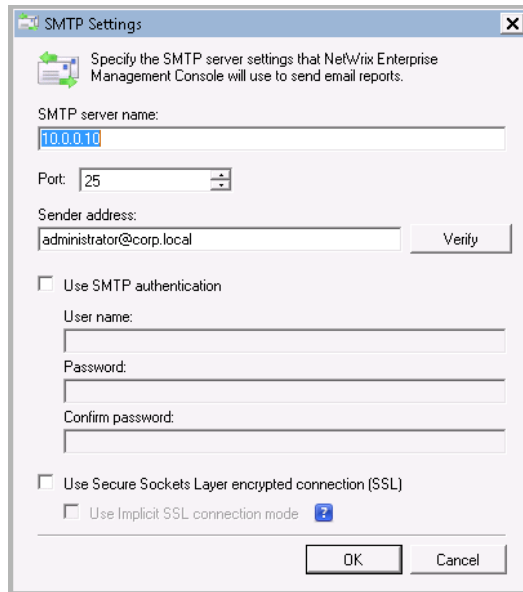 SMTP Settings
Specify the SMTP server settings that NetWrix Enterprise
Management Console will use to send email reports.
SMTP server name:
10.0.0.10
Port: 25
Sender address:
administrator@corp.local Verify
Use SMTP authentication
User name:
Password:
Confirm password:
Use Secure Sockets Layer encrypted connection (SSL)
Use Implicit SSL connection mode ?
OK Cancel